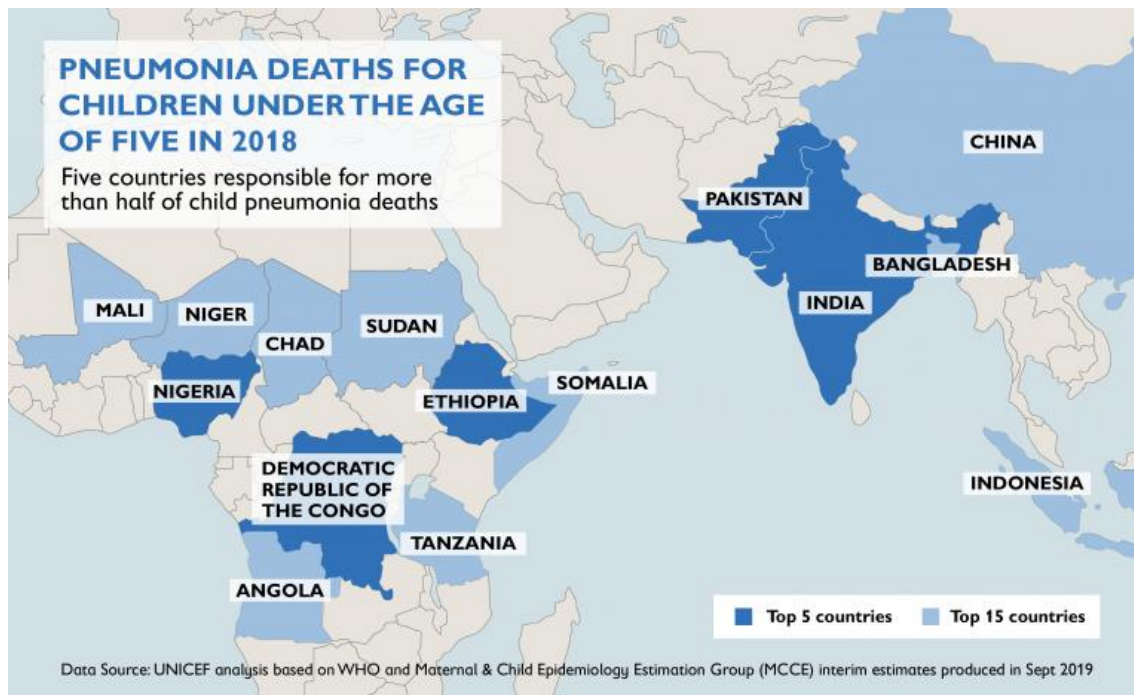 PNEUMONIA DEATHS FOR
CHILDREN UNDER THE AGE
OF FIVE IN 2018
Five countries responsible for more
than half of child pneumonia deaths
CHINA
PAKISTAN
BANGLADESH
INDIA
MALI
NIGER
CHAD
SUDAN
NIGERIA
ETHIOPIA
SOMALIA
DEMOCRATIC
REPUBLIC OF
THE CONGO
INDONESIA
TANZANIA
ANGOLA
Top 5 countries
Top 15 countries
Data Source: UNICEF analysis based on WHO and Maternal & Child Epidemiology Estimation Group (MCCE) interim estimates produced in Sept 2019